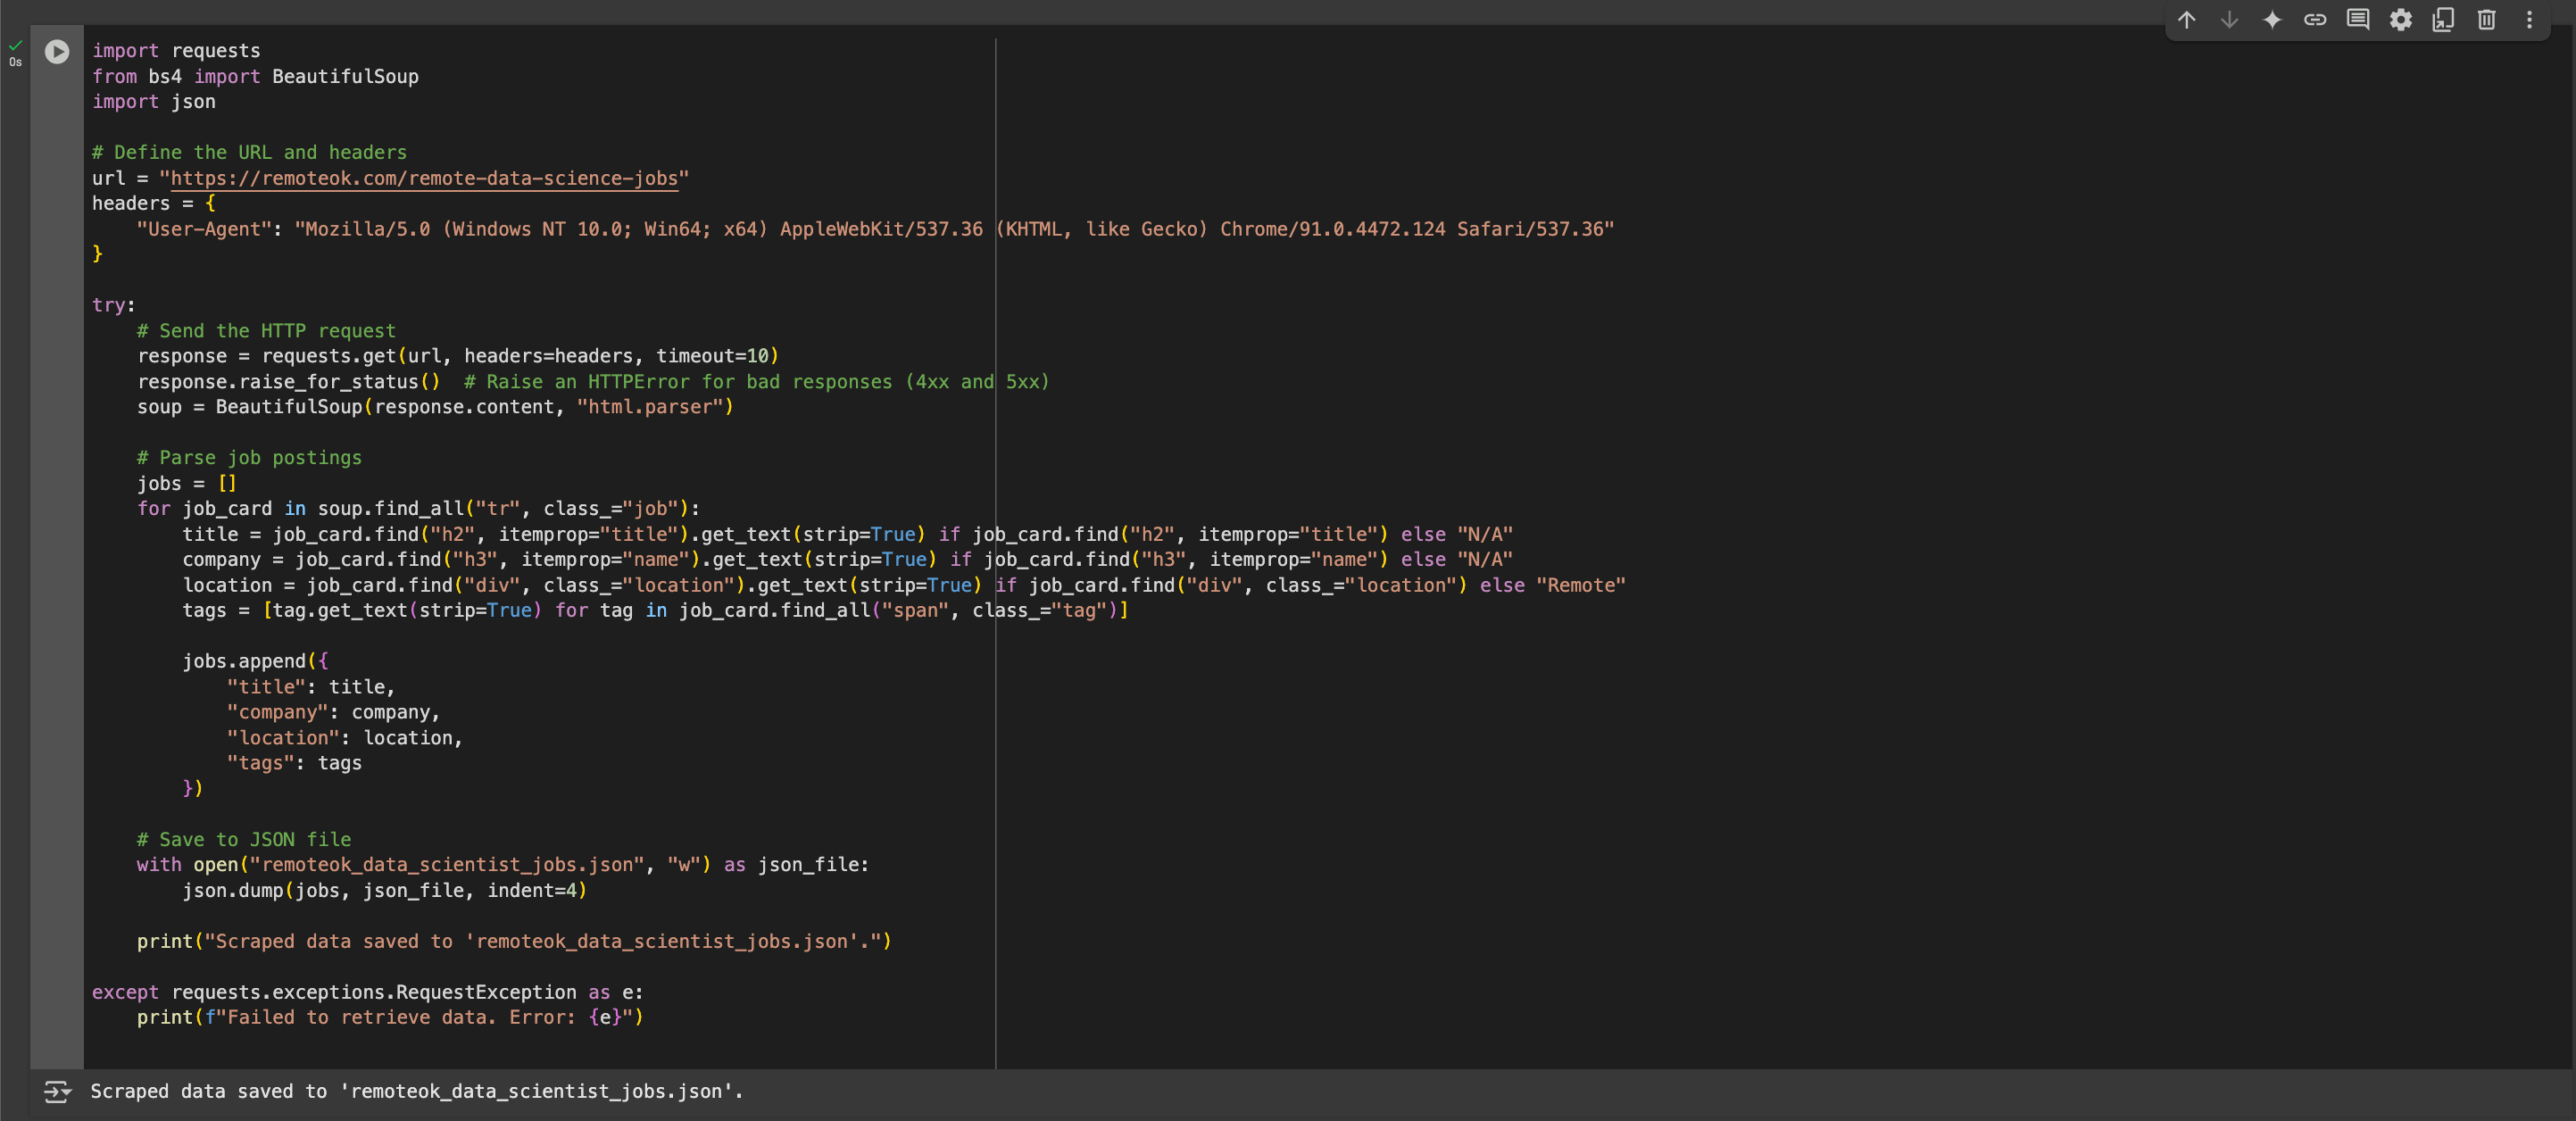 import requests
from bs4 import BeautifulSoup
import json

# Define the URL and headers
url = "https://remoteok.com/remote-data-science-jobs"
headers = {
    "User-Agent": "Mozilla/5.0 (Windows NT 10.0; Win64; x64) AppleWebKit/537.36 (KHTML, like Gecko) Chrome/91.0.4472.124 Safari/537.36"
}

try:
    # Send the HTTP request
    response = requests.get(url, headers=headers, timeout=10)
    response.raise_for_status()  # Raise an HTTPError for bad responses (4xx and 5xx)
    soup = BeautifulSoup(response.content, "html.parser")

    # Parse job postings
    jobs = []
    for job_card in soup.find_all("tr", class_="job"):
        title = job_card.find("h2", itemprop="title").get_text(strip=True) if job_card.find("h2", itemprop="title") else "N/A"
        company = job_card.find("h3", itemprop="name").get_text(strip=True) if job_card.find("h3", itemprop="name") else "N/A"
        location = job_card.find("div", class_="location").get_text(strip=True) if job_card.find("div", class_="location") else "Remote"
        tags = [tag.get_text(strip=True) for tag in job_card.find_all("span", class_="tag")]

        jobs.append({
            "title": title,
            "company": company,
            "location": location,
            "tags": tags
        })

    # Save to JSON file
    with open("remoteok_data_scientist_jobs.json", "w") as json_file:
        json.dump(jobs, json_file, indent=4)

    print("Scraped data saved to 'remoteok_data_scientist_jobs.json'.")

except requests.exceptions.RequestException as e:
    print(f"Failed to retrieve data. Error: {e}")
0s
Scraped data saved to 'remoteok_data_scientist_jobs.json'.